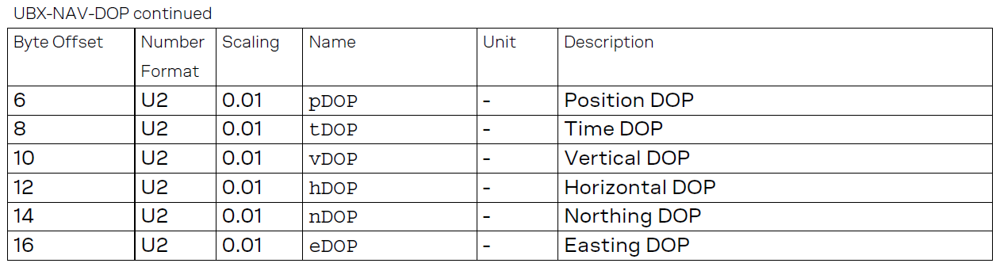 UBX-NAV-DOP continued
Byte Offset Number Format Scaling Name Unit Description
6 U2 0.01 pDOP - Position DOP
8 U2 0.01 tDOP - Time DOP
10 U2 0.01 vDOP - Vertical DOP
12 U2 0.01 hDOP - Horizontal DOP
14 U2 0.01 nDOP - Northing DOP
16 U2 0.01 eDOP - Easting DOP